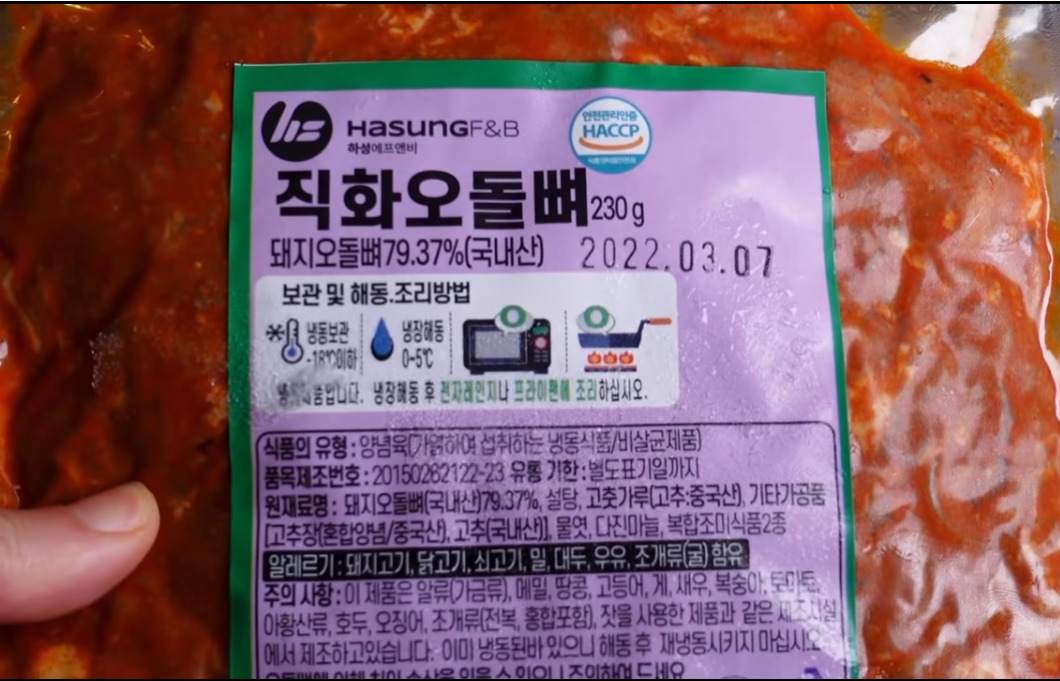 HasungF&B
하성에프앤비
안전관리인증
HACCP
직화오돌뼈 230g
돼지오돌뼈79.37%(국내산) 2022.03.07
보관 및 해동.조리방법
냉동보관 냉장해동
-18℃이하 0~5℃
냉장해동 후 전자레인지나 프라이팬에 조리하십시오.
식품의 유형 : 양념육(가열하여 섭취하는 냉동식품/비살균제품)
품목제조번호 : 20150262122-23 유통 기한 : 별도표기일까지
원재료명 : 돼지오돌뼈(국내산)79.37%, 설탕, 고춧가루(고추:중국산), 기타가공품
[고추장(혼합양념/중국산), 고추(국내산)], 물엿, 다진마늘, 복합조미식품2종
알레르기 : 돼지고기, 닭고기, 쇠고기, 밀, 대두, 우유, 조개류(굴) 함유
주의 사항 : 이 제품은 알류(가금류), 메밀, 땅콩, 고등어, 게, 새우, 복숭아, 토마토,
아황산류, 호두, 오징어, 조개류(전복, 홍합포함), 잣을 사용한 제품과 같은 제조시설
에서 제조하고있습니다. 이미 냉동된바 있으니 해동 후 재냉동시키지 마십시오